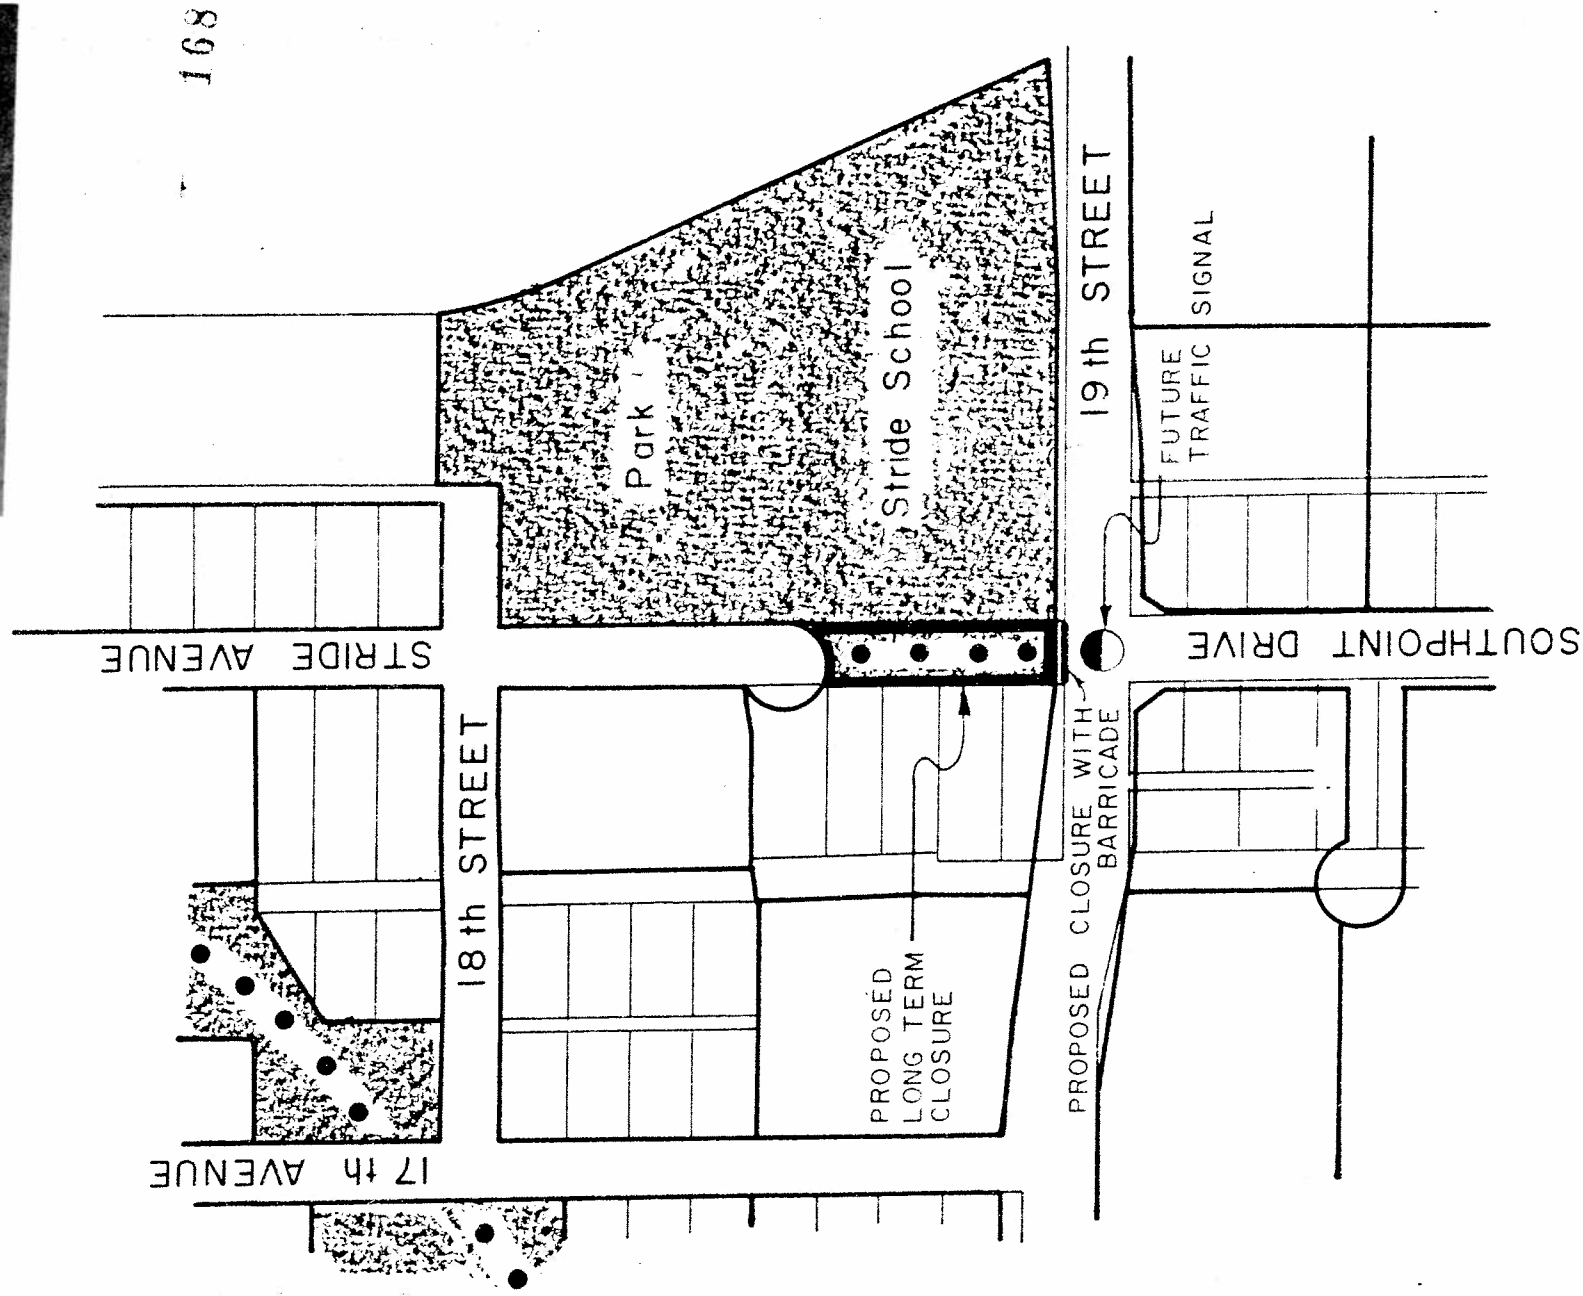 168
Park
Stride School
19th STREET
FUTURE
TRAFFIC SIGNAL
STRIDE AVENUE
SOUTHPOINT DRIVE
18th STREET
PROPOSED
LONG TERM
CLOSURE
PROPOSED CLOSURE WITH
BARRICADE
17th AVENUE